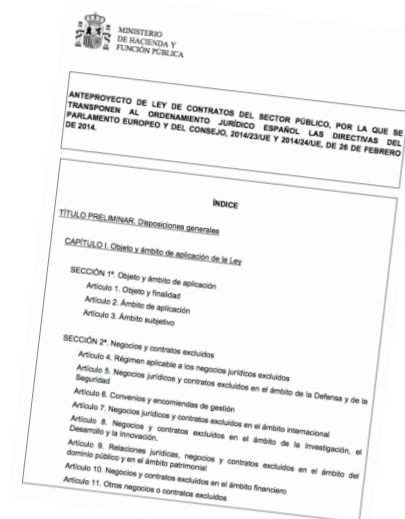 MINISTERIO
DE HACIENDA Y
FUNCIÓN PÚBLICA
ANTEPROYECTO DE LEY DE CONTRATOS DEL SECTOR PÚBLICO, POR LA QUE SE
TRANSPONEN AL ORDENAMIENTO JURÍDICO ESPAÑOL LAS DIRECTIVAS DEL
PARLAMENTO EUROPEO Y DEL CONSEJO, 2014/23/UE Y 2014/24/UE, DE 26 DE FEBRERO
DE 2014.
ÍNDICE
TÍTULO PRELIMINAR. Disposiciones generales
CAPÍTULO I. Objeto y ámbito de aplicación de la Ley
SECCIÓN 1ª. Objeto y ámbito de aplicación
Artículo 1. Objeto y finalidad
Artículo 2. Ámbito de aplicación
Artículo 3. Ámbito subjetivo
SECCIÓN 2ª. Negocios y contratos excluidos
Artículo 4. Régimen aplicable a los negocios jurídicos excluidos
Artículo 5. Negocios jurídicos y contratos excluidos en el ámbito de la Defensa y de la
Seguridad
Artículo 6. Convenios y encomiendas de gestión
Artículo 7. Negocios jurídicos y contratos excluidos en el ámbito internacional
Artículo 8. Negocios y contratos excluidos en el ámbito de la Investigación, el
Desarrollo y la Innovación.
Artículo 9. Relaciones jurídicas, negocios y contratos excluidos en el ámbito del
dominio público y en el ámbito patrimonial
Artículo 10. Negocios y contratos excluidos en el ámbito financiero
Artículo 11. Otros negocios o contratos excluidos